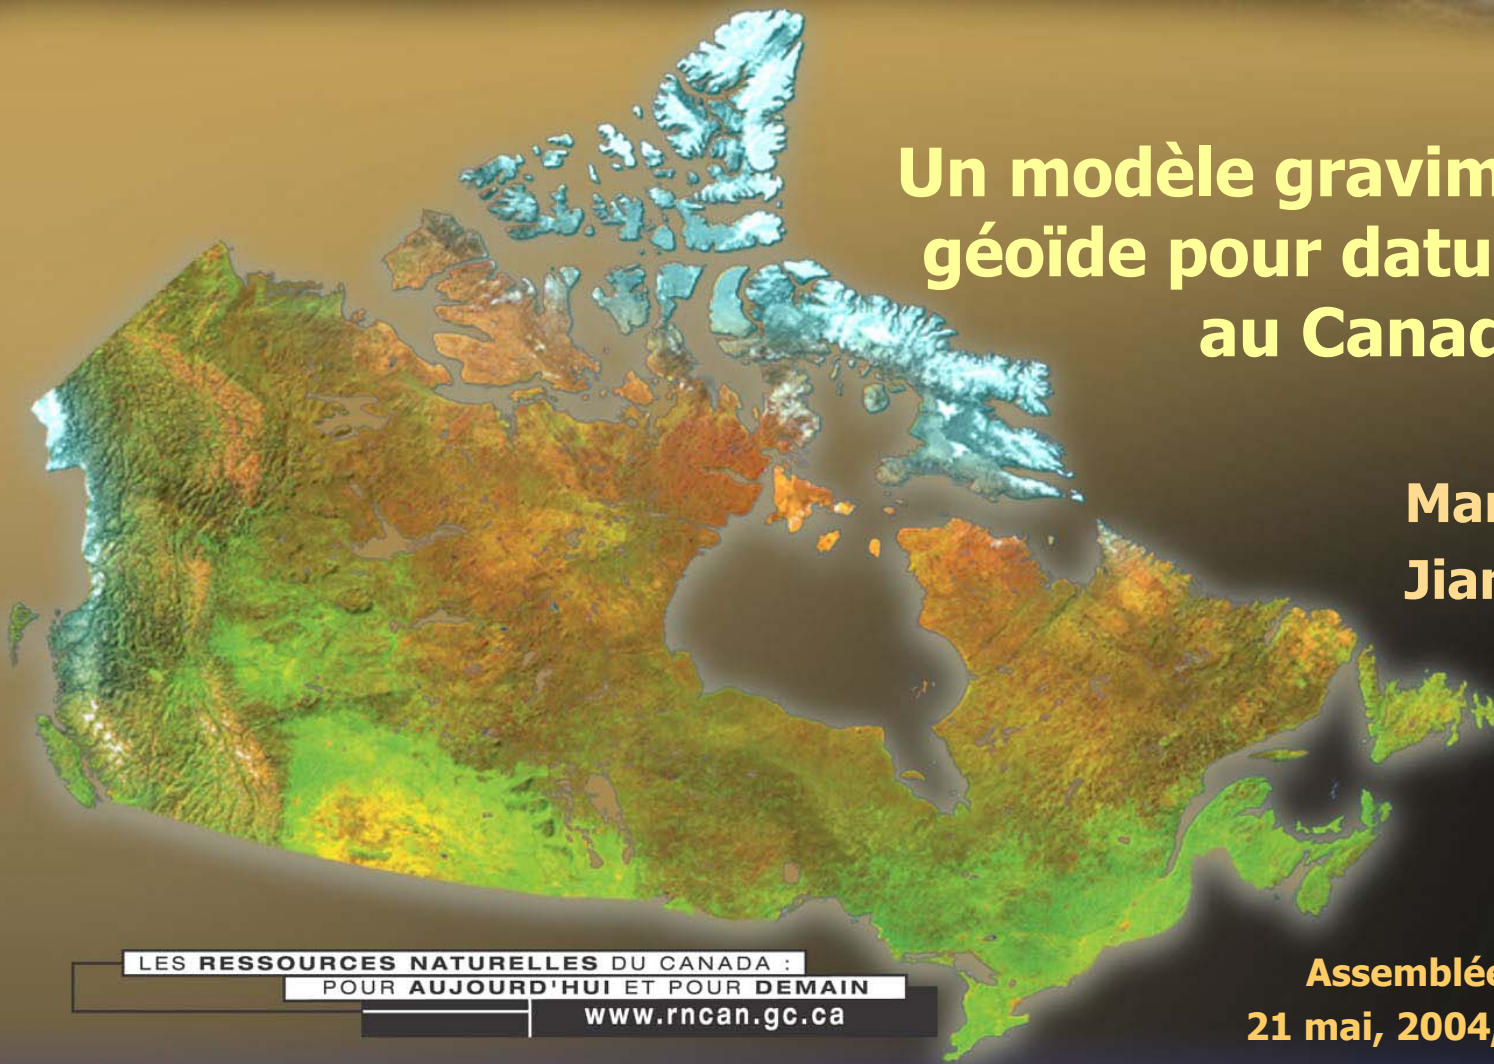 Un modèle gravim
géoïde pour datu
au Canad
Mar
Jian
Assemblée
21 mai, 2004,
LES RESSOURCES NATURELLES DU CANADA :
POUR AUJOURD'HUI ET POUR DEMAIN
www.rncan.gc.ca